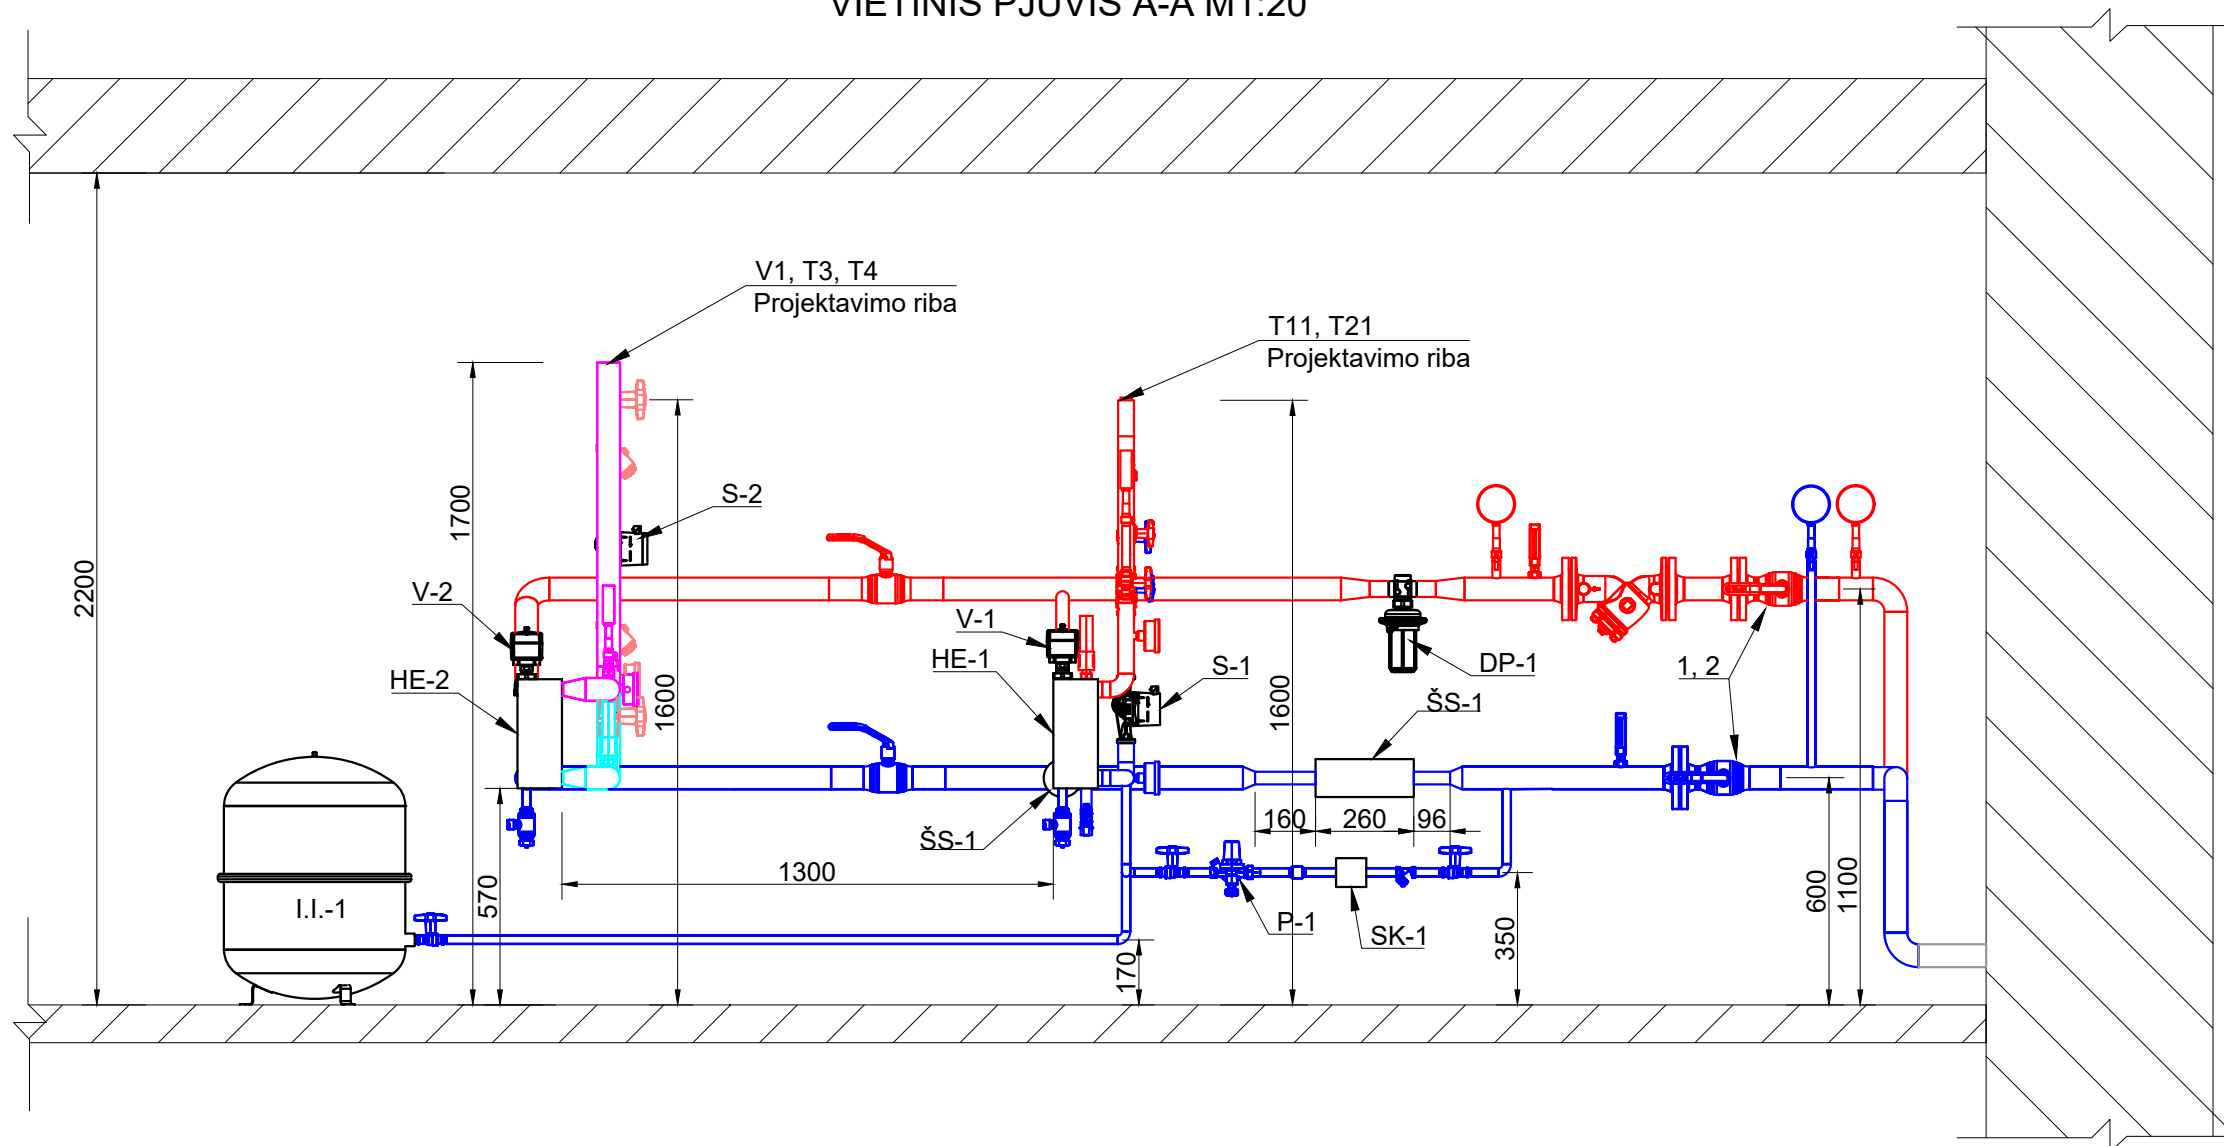 VIETINIS PJŪVIS A-A M1:20
V1, T3, T4
Projektavimo riba
T11, T21
Projektavimo riba
1700
S-2
2200
V-2
V-1
HE-2
HE-1
S-1
DP-1
1, 2
1600
1600
ŠS-1
160
260
96
ŠS-1
1300
570
I.I.-1
P-1
SK-1
170
350
600
1100